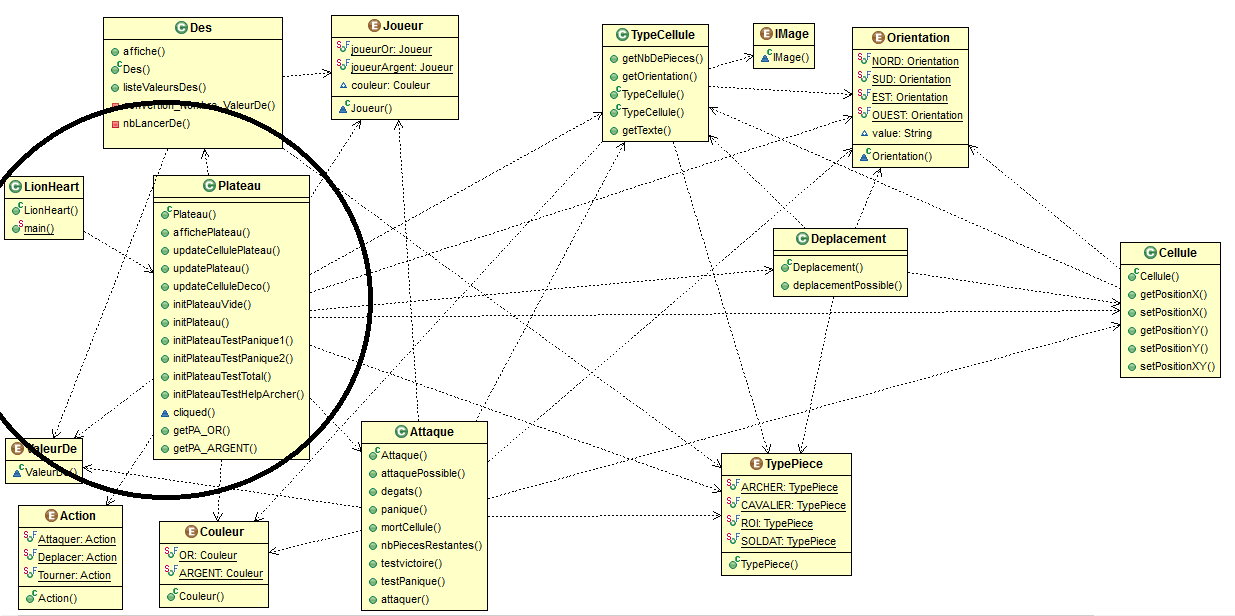 Des
affiche()
Des()
listeValeursDes()
convertion_Nombre_ValeurDe()
nbLancerDe()
Joueur
joueurOr: Joueur
joueurArgent: Joueur
couleur: Couleur
Joueur()
TypeCellule
getNbDePieces()
getOrientation()
TypeCellule()
TypeCellule()
getTexte()
IMage
IMage()
Orientation
NORD: Orientation
SUD: Orientation
EST: Orientation
OUEST: Orientation
value: String
Orientation()
LionHeart
LionHeart()
main()
Plateau
Plateau()
affichePlateau()
updateCellulePlateau()
updatePlateau()
updateCelluleDeco()
initPlateauVide()
initPlateau()
initPlateauTestPanique1()
initPlateauTestPanique2()
initPlateauTestTotal()
initPlateauTestHelpArcher()
cliqued()
getPA_OR()
getPA_ARGENT()
Deplacement
Deplacement()
deplacementPossible()
Cellule
Cellule()
getPositionX()
setPositionX()
getPositionY()
setPositionY()
setPositionXY()
ValeurDe
ValeurDe()
Attaque
Attaque()
attaquePossible()
degats()
panique()
mortCellule()
nbPiecesRestantes()
testvictoire()
testPanique()
attaquer()
TypePiece
ARCHER: TypePiece
CAVALIER: TypePiece
ROI: TypePiece
SOLDAT: TypePiece
TypePiece()
Action
Attaquer: Action
Deplacer: Action
Tourner: Action
Action()
Couleur
OR: Couleur
ARGENT: Couleur
Couleur()